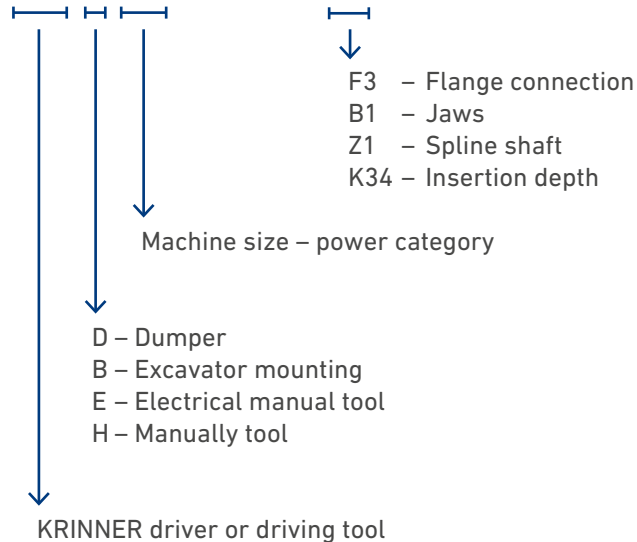 F3 – Flange connection
B1 – Jaws
Z1 – Spline shaft
K34 – Insertion depth
Machine size – power category
D – Dumper
B – Excavator mounting
E – Electrical manual tool
H – Manually tool
KRINNER driver or driving tool